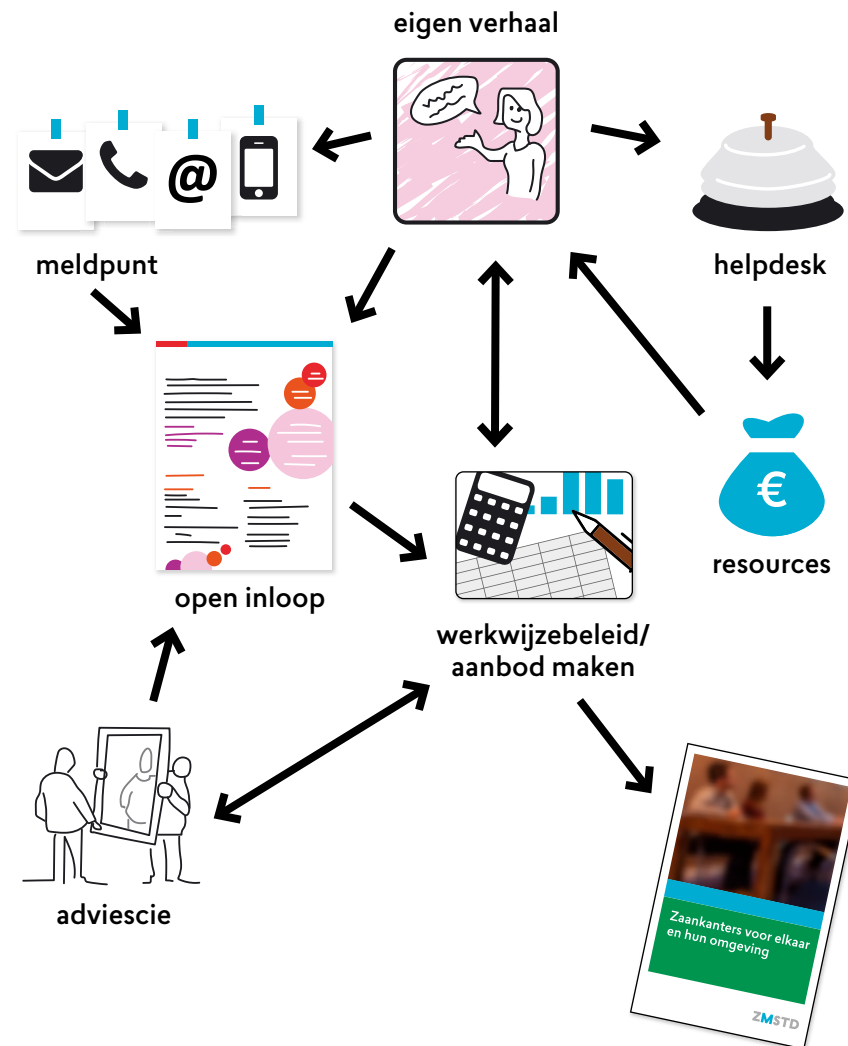 eigen verhaal
@
meldpunt
helpdesk
€
resources
open inloop
werkwijzebeleid/
aanbod maken
adviescie
Zaankanters voor elkaar
en hun omgeving
ZMSTD